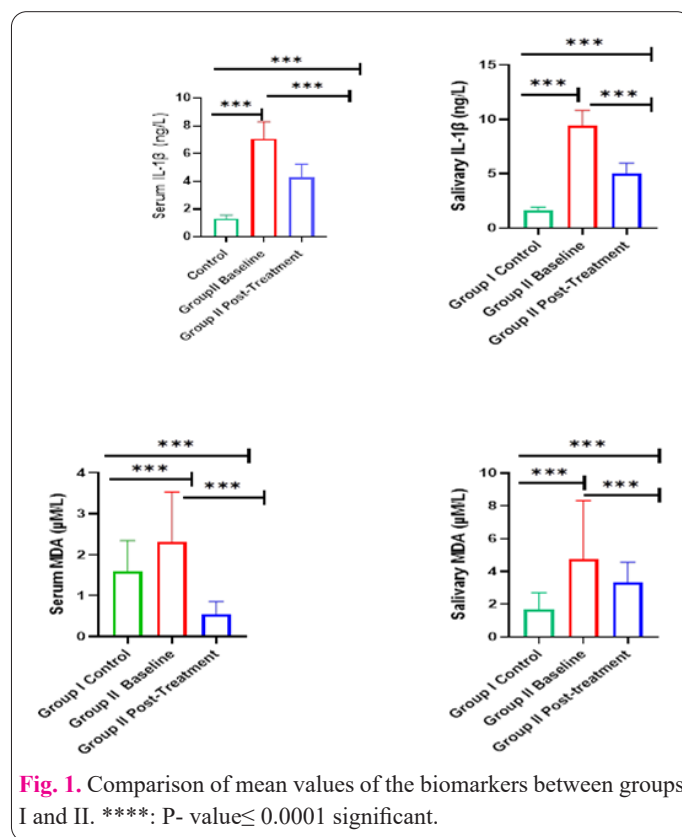 ***
***
***
Serum IL-1β (ng/L)
10
8
6
4
2
0
Control
GroupII Baseline
Group II Post-Treatment
***
***
***
Salivary IL-1β (ng/L)
15
10
5
0
Group I Control
Group II Baseline
Group II Post-Treatment
***
***
***
Serum MDA (µM/L)
4
3
2
1
0
Group I Control
Group II Baseline
Group II Post-Treatment
***
***
***
Salivary MDA (µM/L)
10
8
6
4
2
0
Group I Control
Group II Baseline
Group II Post-treatment
Fig. 1. Comparison of mean values of the biomarkers between groups
I and II. ****: P- value≤ 0.0001 significant.